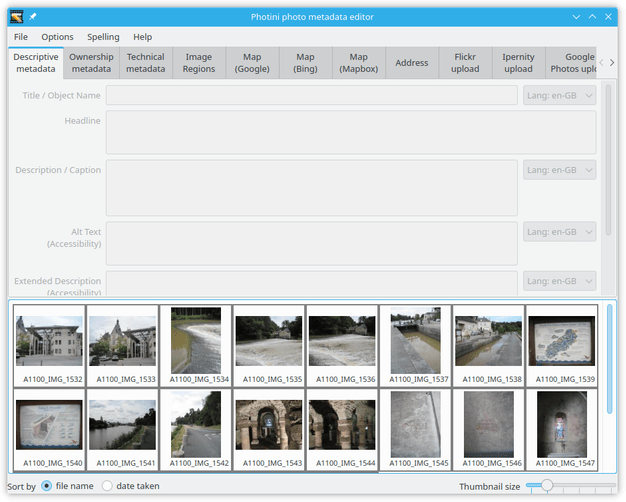 Photini photo metadata editor
File Options Spelling Help
Descriptive metadata
Ownership metadata
Technical metadata
Image Regions
Map (Google)
Map (Bing)
Map (Mapbox)
Address
Flickr upload
Ipernity upload
Google Photos uplo
Title / Object Name
Lang: en-GB
Headline
Description / Caption
Lang: en-GB
Alt Text
(Accessibility)
Lang: en-GB
Extended Description
(Accessibility)
Lang: en-GB
A1100_IMG_1532 A1100_IMG_1533 A1100_IMG_1534 A1100_IMG_1535 A1100_IMG_1536 A1100_IMG_1537 A1100_IMG_1538 A1100_IMG_1539
A1100_IMG_1540 A1100_IMG_1541 A1100_IMG_1542 A1100_IMG_1543 A1100_IMG_1544 A1100_IMG_1545 A1100_IMG_1546 A1100_IMG_1547
Sort by file name date taken Thumbnail size